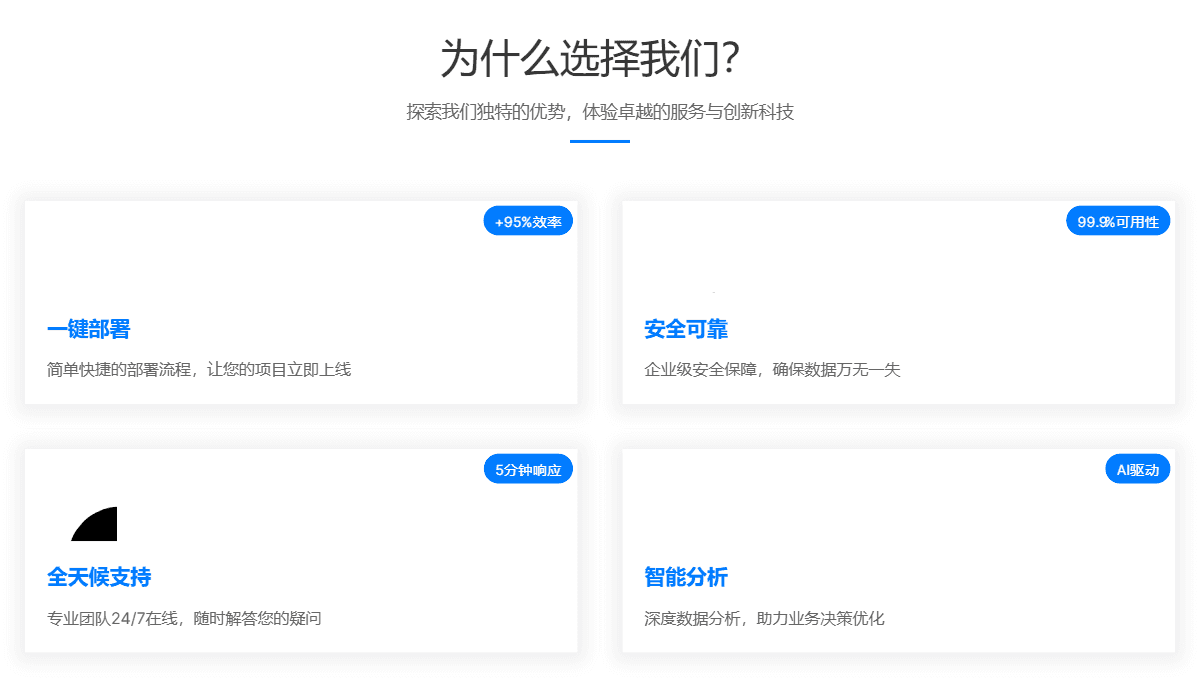 为什么选择我们？
探索我们独特的优势，体验卓越的服务与创新科技
+95%效率
一键部署
简单快捷的部署流程，让您的项目立即上线
99.9%可用性
安全可靠
企业级安全保障，确保数据万无一失
5分钟响应
全天候支持
专业团队24/7在线，随时解答您的疑问
AI驱动
智能分析
深度数据分析，助力业务决策优化